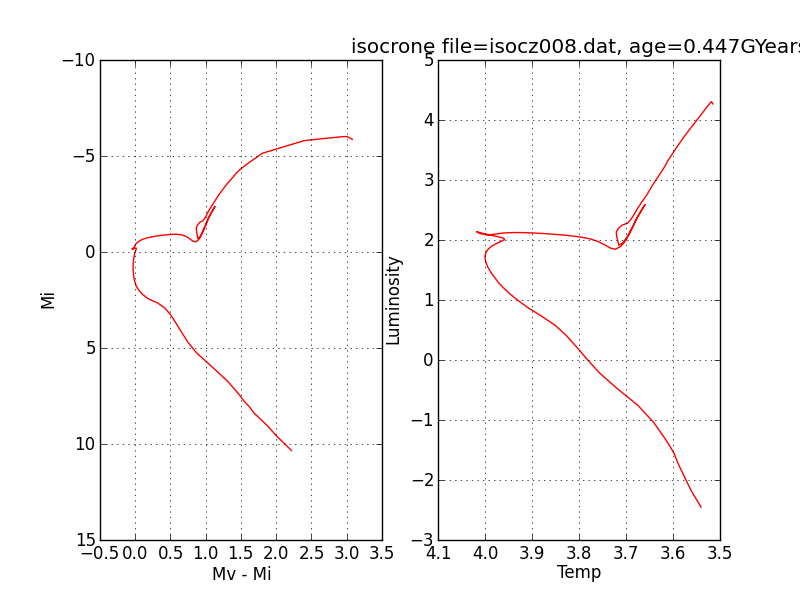 isocrone file=isocz008.dat, age=0.447GYears
−10
−5
0
5
10
15
Mi
−0.5 0.0 0.5 1.0 1.5 2.0 2.5 3.0 3.5
Mv - Mi
5
4
3
2
1
0
−1
−2
−3
Luminosity
4.1 4.0 3.9 3.8 3.7 3.6 3.5
Temp